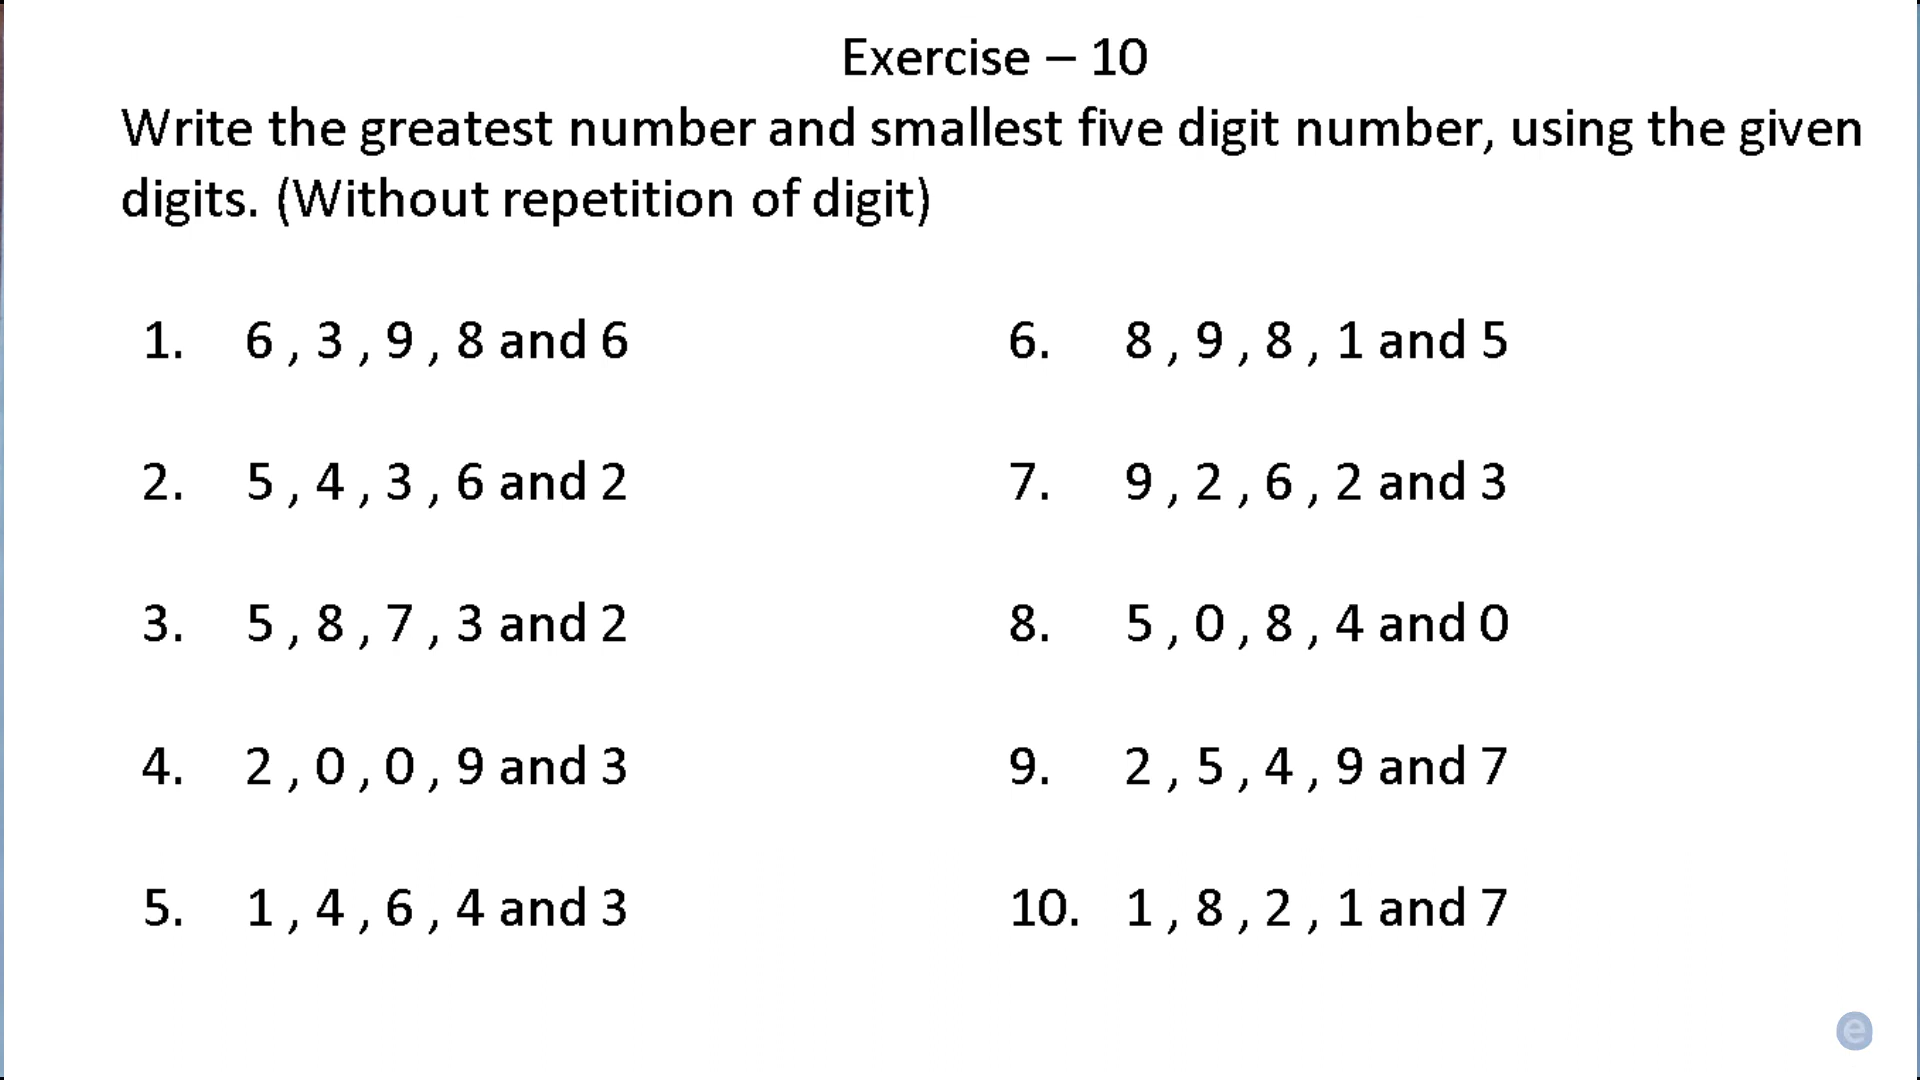 Exercise – 10
Write the greatest number and smallest five digit number, using the given
digits. (Without repetition of digit)
1. 6 , 3 , 9 , 8 and 6
2. 5 , 4 , 3 , 6 and 2
3. 5 , 8 , 7 , 3 and 2
4. 2 , 0 , 0 , 9 and 3
5. 1 , 4 , 6 , 4 and 3
6. 8 , 9 , 8 , 1 and 5
7. 9 , 2 , 6 , 2 and 3
8. 5 , 0 , 8 , 4 and 0
9. 2 , 5 , 4 , 9 and 7
10. 1 , 8 , 2 , 1 and 7
e